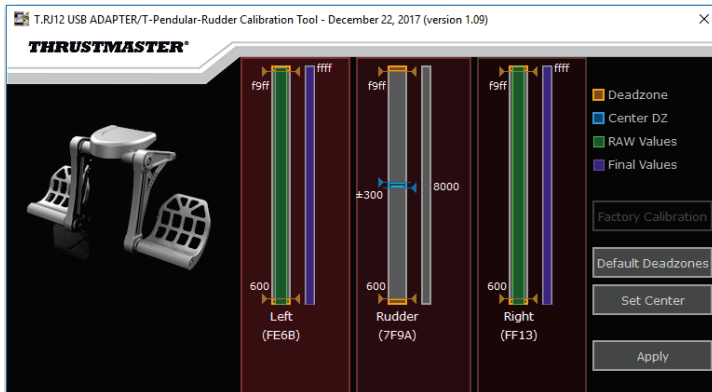 T.RJ12 USB ADAPTER/T-Pendular-Rudder Calibration Tool - December 22, 2017 (version 1.09)
THRUSTMASTER®
ffff
f9ff
600
Left
(FE6B)
f9ff
±300
8000
600
Rudder
(7F9A)
ffff
f9ff
600
Right
(FF13)
Deadzone
Center DZ
RAW Values
Final Values
Factory Calibration
Default Deadzones
Set Center
Apply